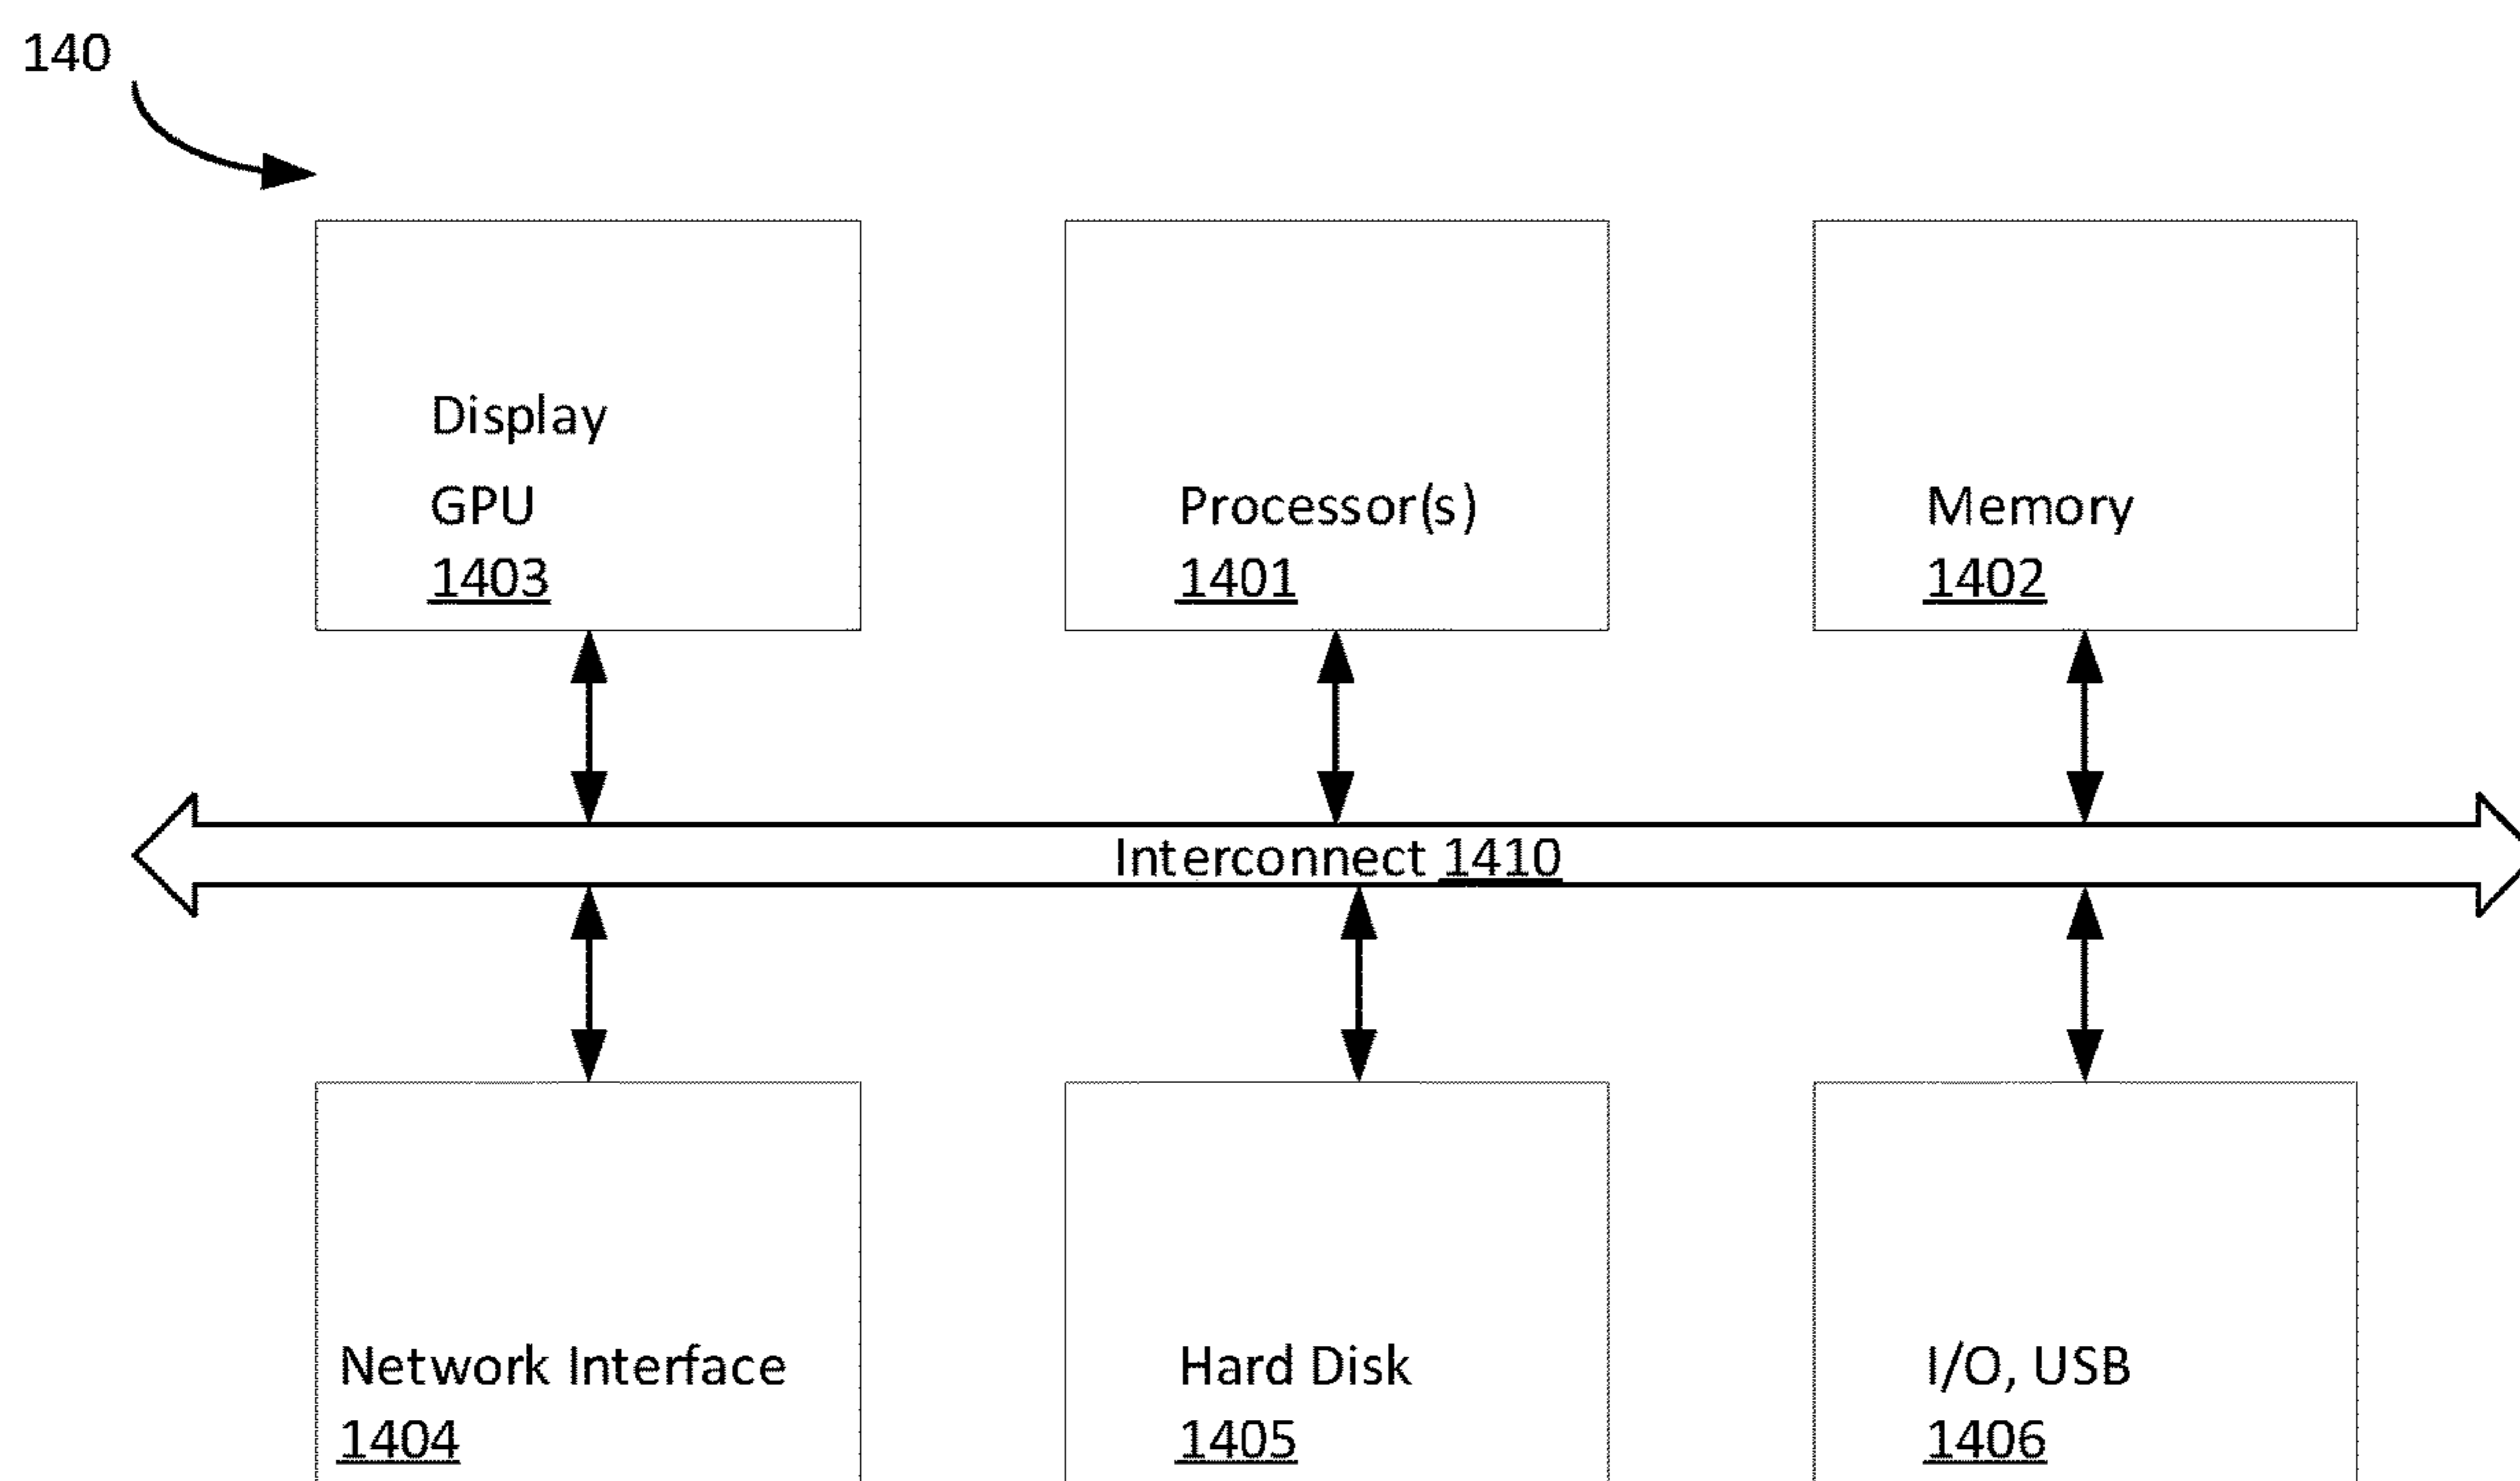 140
Display
GPU
1403
Processor(s)
1401
Memory
1402
Interconnect 1410
Network Interface
1404
Hard Disk
1405
I/O, USB
1406